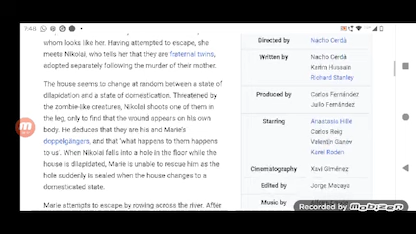 7:48
whom looks like her. Having attempted to escape, she
meets Nikolai, who tells her that they are fraternal twins,
adopted separately following the murder of their mother.
The house seems to change at random between a state of
dilapidation and a state of domestication. Threatened by
the zombie-like creatures, Nikolai shoots one of them in
the leg, only to find that the wound appears on his own
body. He deduces that they are his and Marie's
doppelgängers, and that "what happens to them happens
to us". When Nikolai falls into a hole in the floor while the
house is dilapidated, Marie is unable to rescue him as the
hole suddenly is sealed when the house changes to a
domesticated state.
Marie attempts to escape by rowing across the river. After
Directed by Nacho Cerdà
Written by Nacho Cerdà
Karim Hussain
Richard Stanley
Produced by Carlos Fernández
Julio Fernández
Starring Anastasia Hille
Carlos Reig
Valentin Ganev
Karel Roden
Cinematography Xavi Giménez
Edited by Jorge Macaya
Music by
Recorded by Mobizen